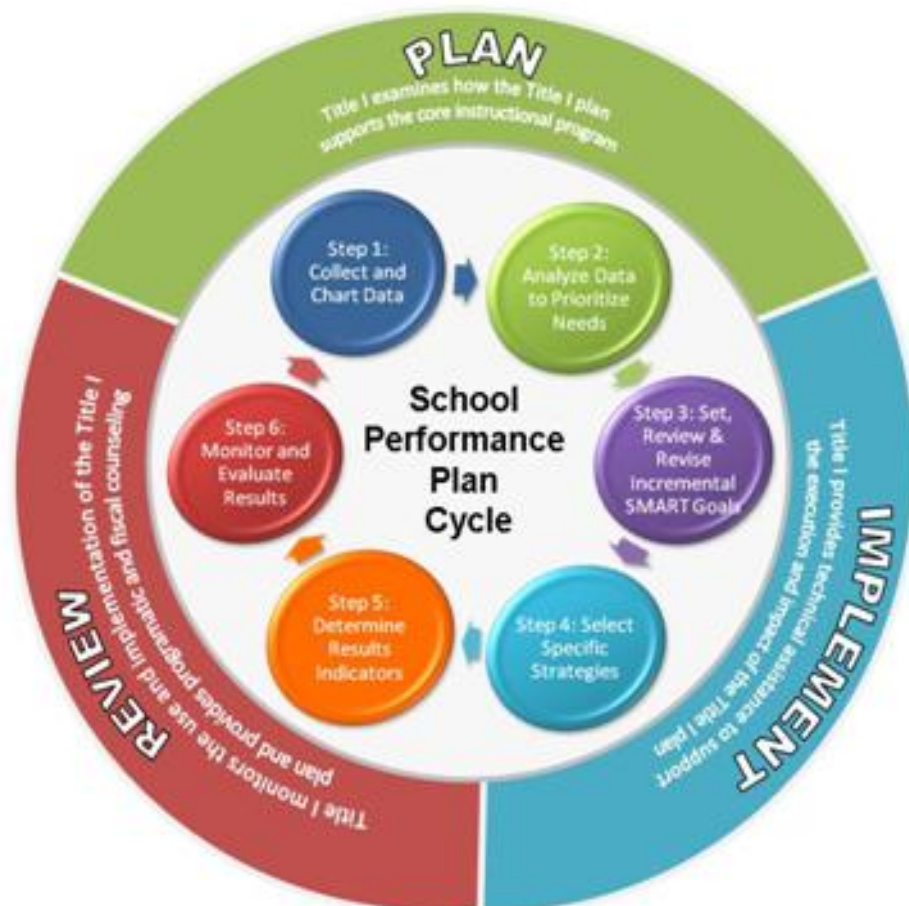 PLAN
Title I examines how the Title I plan
supports the core instructional program
IMPLEMENT
Title I provides technical assistance to support
the execution and impact of the Title I plan
REVIEW
Title I monitors the use and implementation of the Title I
plan and provides programatic and fiscal counseling
School
Performance
Plan
Cycle
Step 1:
Collect and
Chart Data
Step 2:
Analyze Data
to Prioritize
Needs
Step 3: Set,
Review &
Revise
Incremental
SMART Goals
Step 4: Select
Specific
Strategies
Step 5:
Determine
Results
Indicators
Step 6:
Monitor and
Evaluate
Results